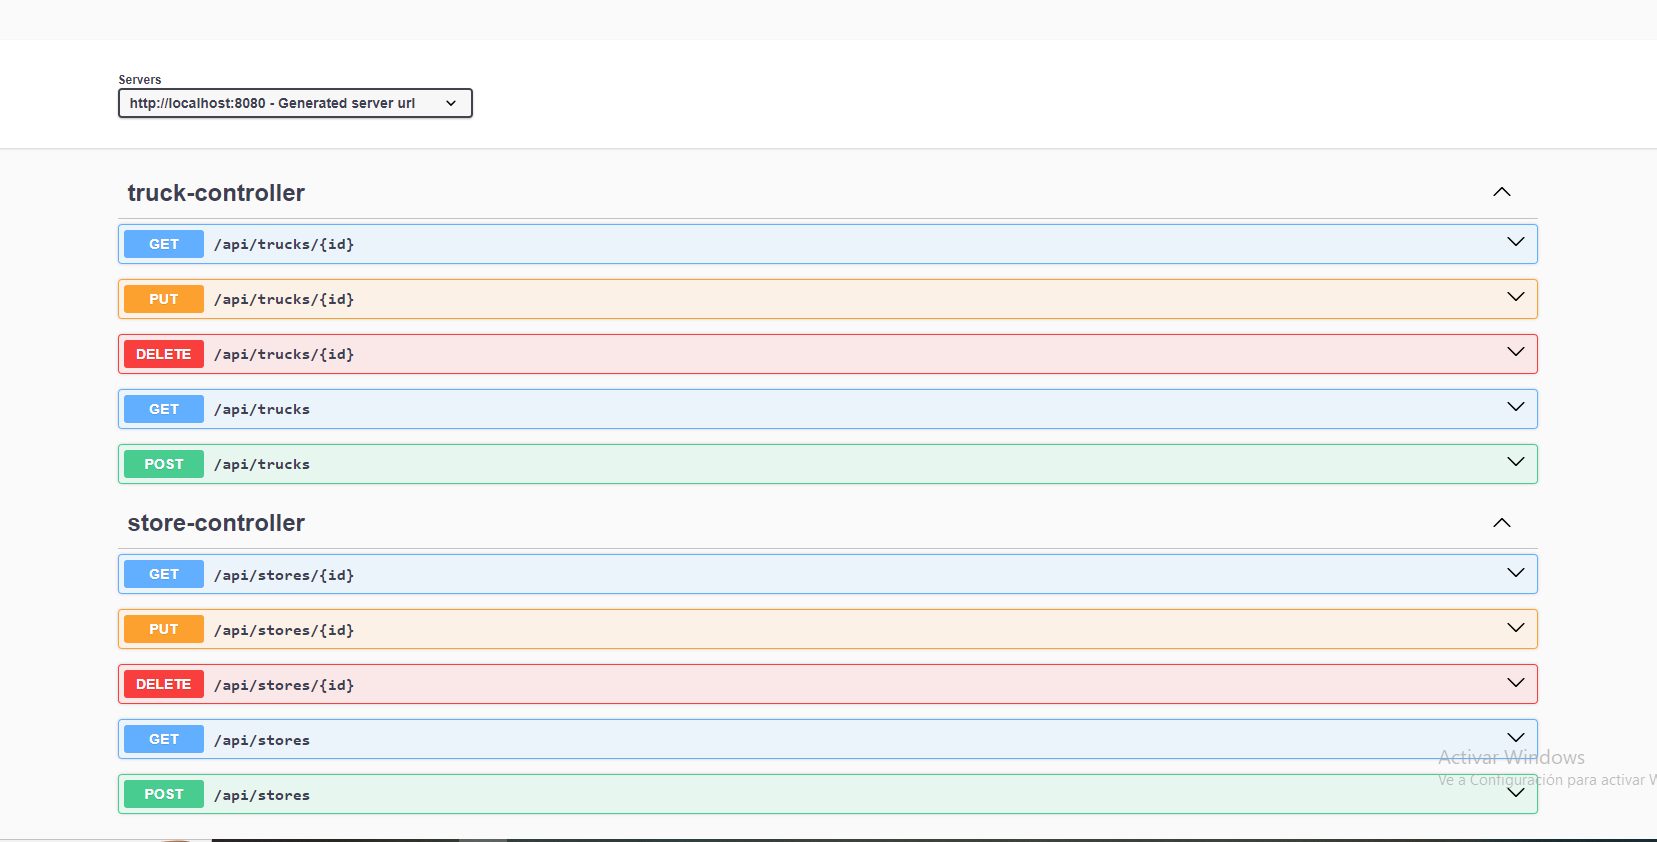 Servers
http://localhost:8080 - Generated server url
truck-controller
GET /api/trucks/{id}
PUT /api/trucks/{id}
DELETE /api/trucks/{id}
GET /api/trucks
POST /api/trucks
store-controller
GET /api/stores/{id}
PUT /api/stores/{id}
DELETE /api/stores/{id}
GET /api/stores
Activar Windows
Ve a Configuración para activar W
POST /api/stores